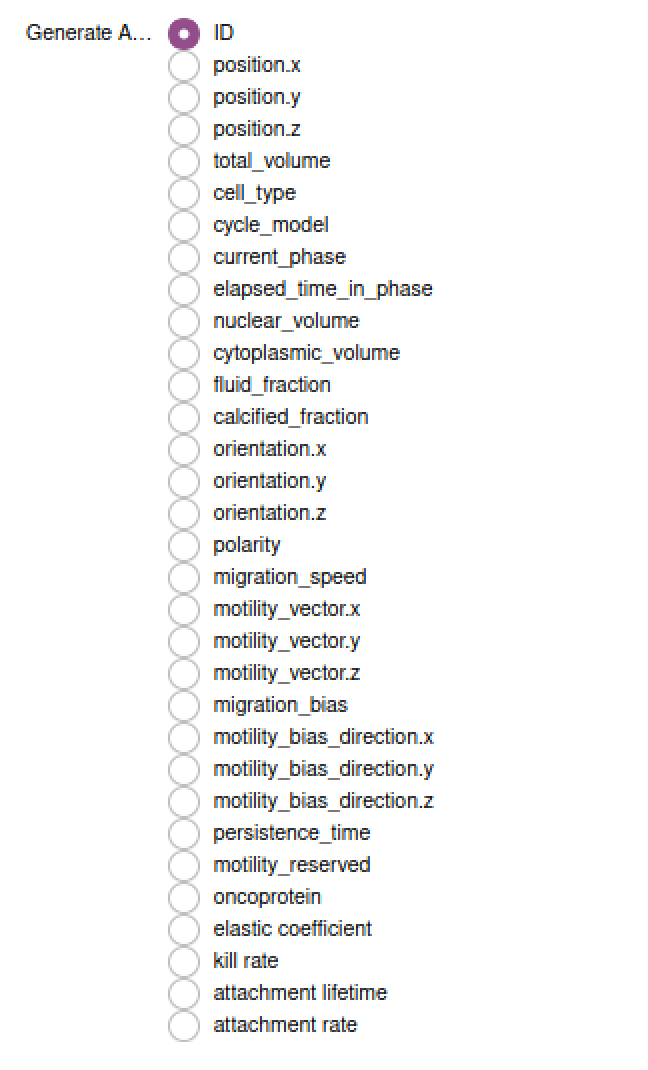 Generate A... ID
position.x
position.y
position.z
total_volume
cell_type
cycle_model
current_phase
elapsed_time_in_phase
nuclear_volume
cytoplasmic_volume
fluid_fraction
calcified_fraction
orientation.x
orientation.y
orientation.z
polarity
migration_speed
motility_vector.x
motility_vector.y
motility_vector.z
migration_bias
motility_bias_direction.x
motility_bias_direction.y
motility_bias_direction.z
persistence_time
motility_reserved
oncoprotein
elastic coefficient
kill rate
attachment lifetime
attachment rate